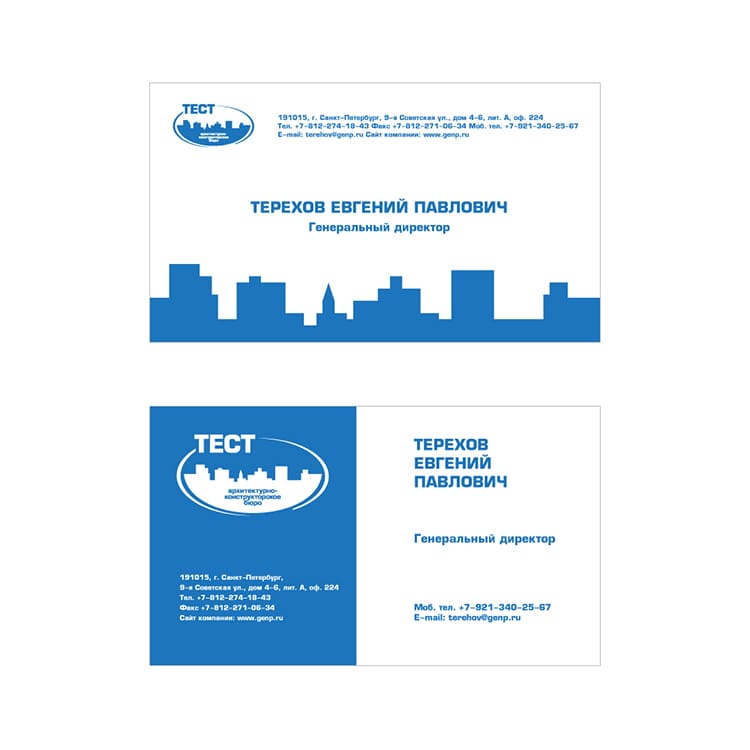 ТЕСТ
архитектурно-
конструкторское
бюро
191015, г. Санкт-Петербург, 9-я Советская ул., дом 4-6, лит. А, оф. 224
Тел. +7-812-274-18-43 Факс +7-812-271-06-34 Моб. тел. +7-921-340-25-67
E-mail: terehov@genp.ru Сайт компании: www.genp.ru
ТЕРЕХОВ ЕВГЕНИЙ ПАВЛОВИЧ
Генеральный директор
ТЕСТ
архитектурно-
конструкторское
бюро
191015, г. Санкт-Петербург,
9-я Советская ул., дом 4-6, лит. А, оф. 224
Тел. +7-812-274-18-43
Факс +7-812-271-06-34
Сайт компании: www.genp.ru
ТЕРЕХОВ
ЕВГЕНИЙ
ПАВЛОВИЧ
Генеральный директор
Моб. тел. +7-921-340-25-67
E-mail: terehov@genp.ru